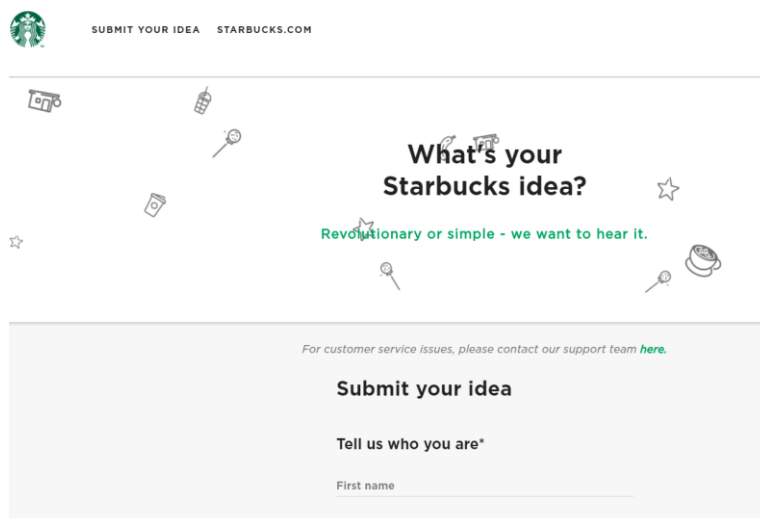 SUBMIT YOUR IDEA STARBUCKS.COM
What's your
Starbucks idea?
Revolutionary or simple - we want to hear it.
For customer service issues, please contact our support team here.
Submit your idea
Tell us who you are*
First name